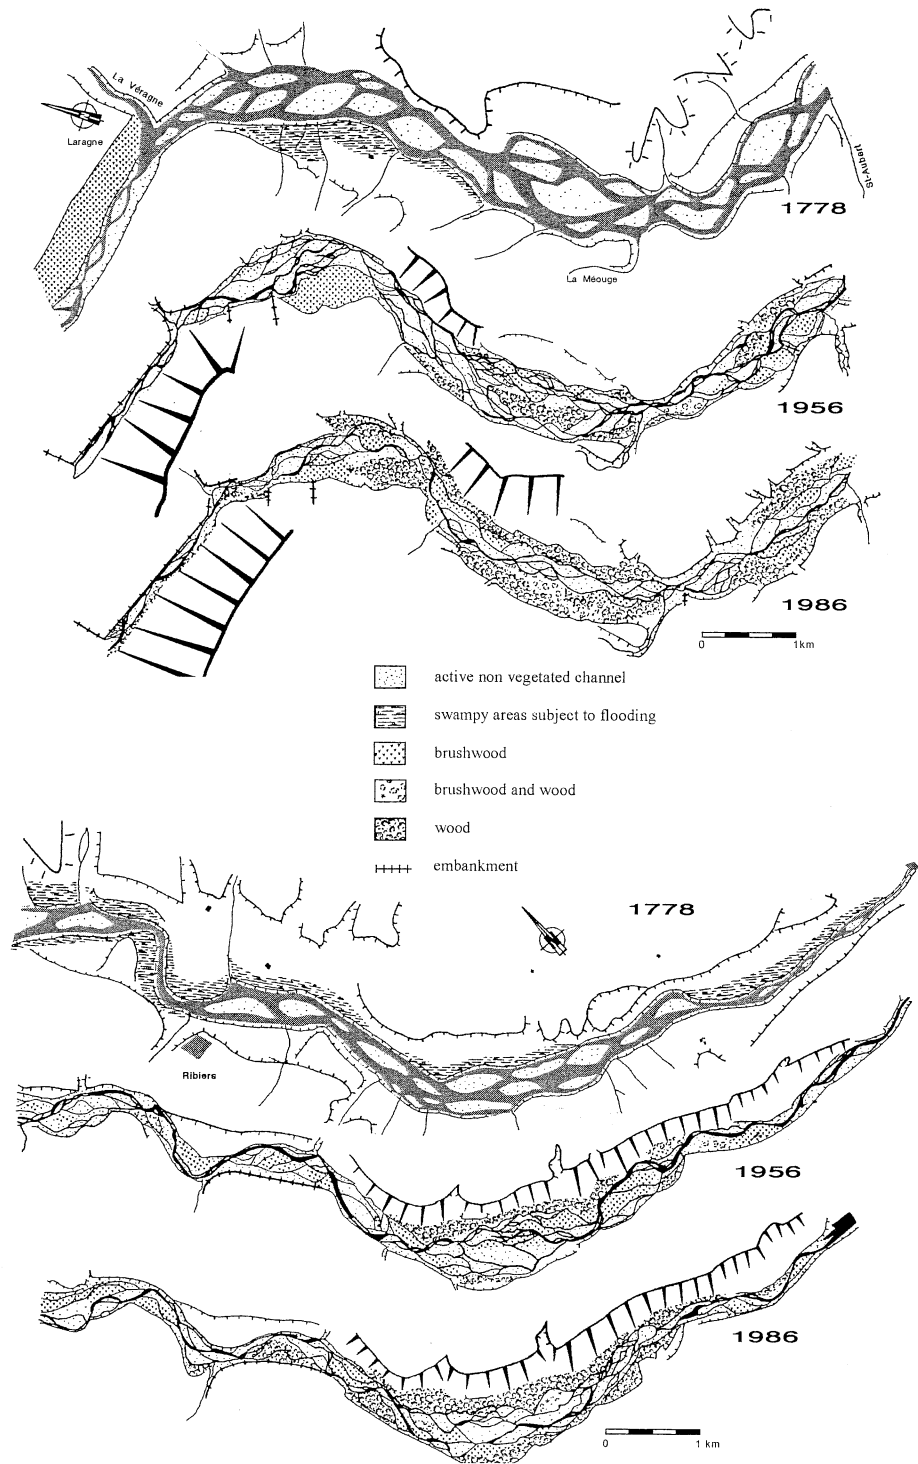 La Véragne
Laragne
St-Aubert
1778
La Méouge
1956
1986
0 1km
active non vegetated channel
swampy areas subject to flooding
brushwood
brushwood and wood
wood
embankment
1778
Ribiers
1956
1986
0 1 km